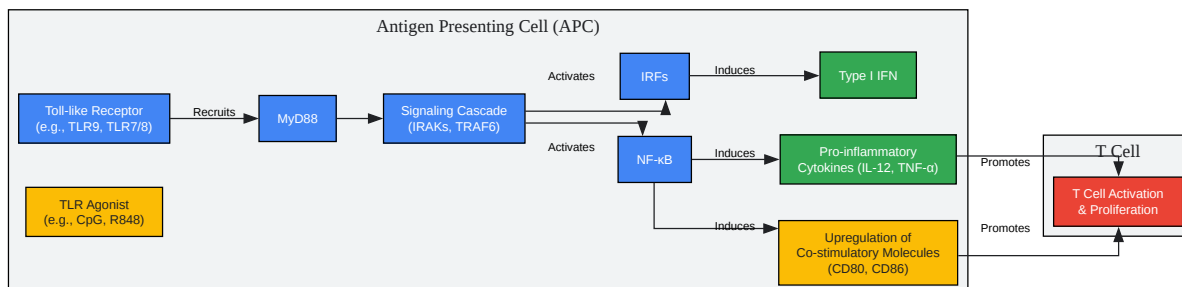 Antigen Presenting Cell (APC)
Toll-like Receptor
(e.g., TLR9, TLR7/8)
Recruits
MyD88
Signaling Cascade
(IRAKs, TRAF6)
Activates
IRFs
Induces
Type I IFN
Activates
NF-κB
Induces
Pro-inflammatory
Cytokines (IL-12, TNF-α)
Promotes
T Cell
T Cell Activation
& Proliferation
TLR Agonist
(e.g., CpG, R848)
Induces
Upregulation of
Co-stimulatory Molecules
(CD80, CD86)
Promotes